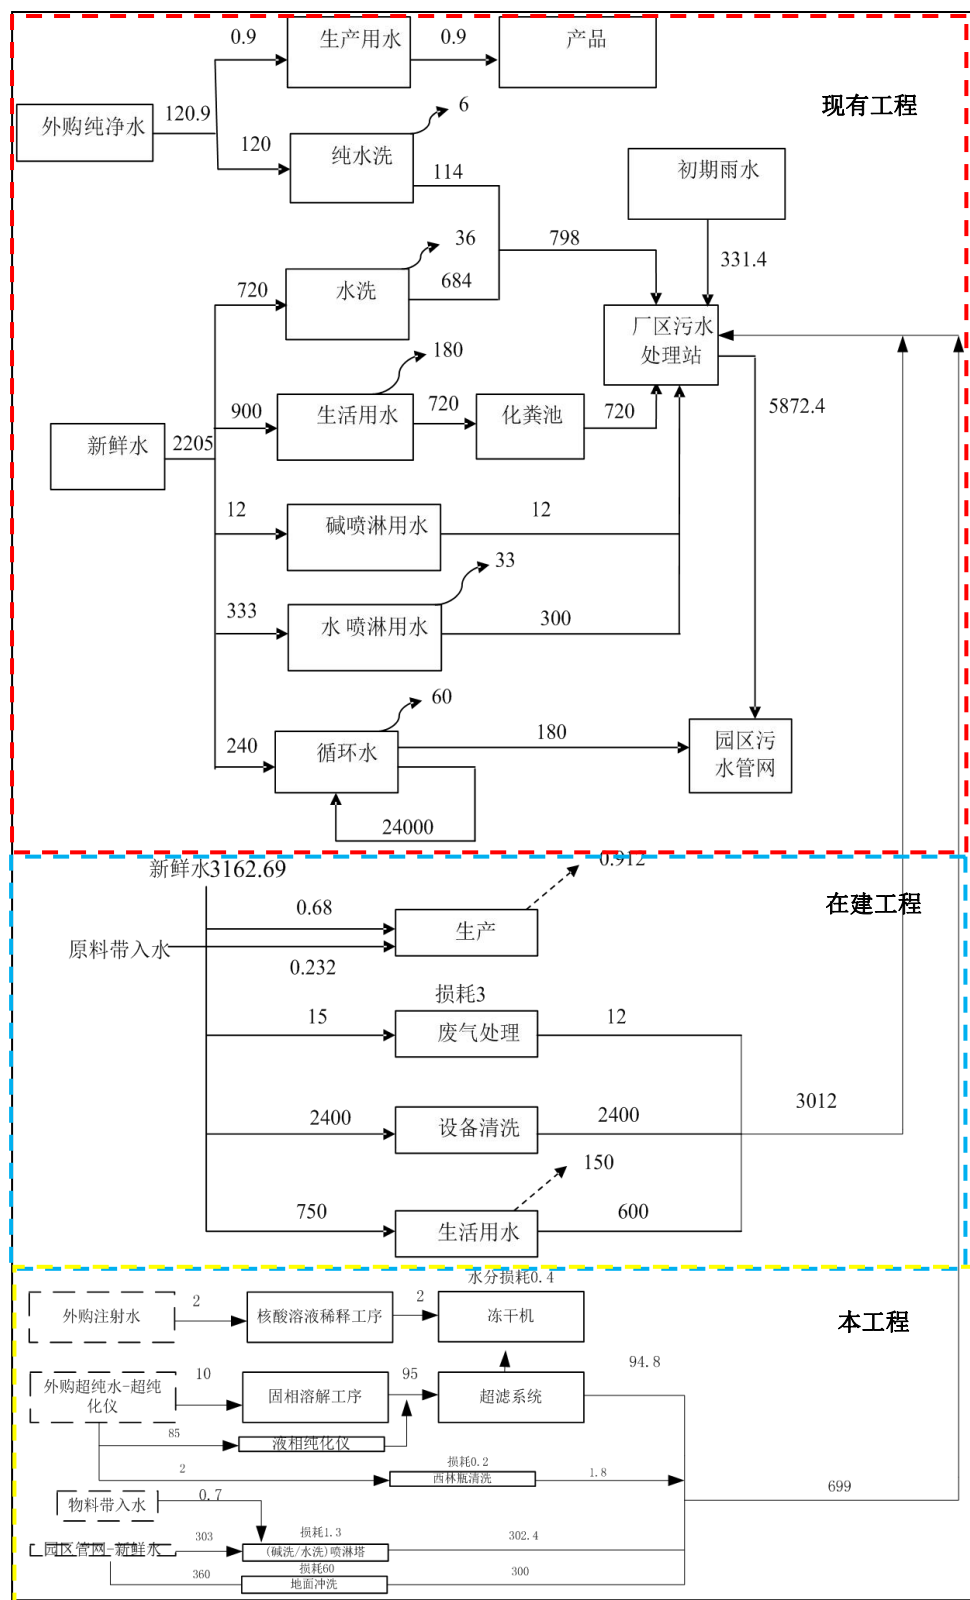 0.9
生产用水
0.9
产品
现有工程
外购纯净水
120.9
6
120
纯水洗
114
初期雨水
36
798
331.4
720
水洗
684
厂区污水
处理站
180
900
生活用水
720
化粪池
720
5872.4
新鲜水
2205
12
碱喷淋用水
12
33
333
水 喷淋用水
300
60
240
循环水
180
园区污
水管网
24000
新鲜水3162.69
0.912
在建工程
0.68
生产
原料带入水
0.232
损耗3
15
废气处理
12
3012
2400
设备清洗
2400
150
750
生活用水
600
水分损耗0.4
外购注射水
2
核酸溶液稀释工序
2
冻干机
本工程
94.8
外购超纯水-超纯
化仪
10
固相溶解工序
95
超滤系统
85
液相纯化仪
损耗0.2
2
西林瓶清洗
1.8
699
物料带入水
0.7
损耗1.3
园区管网-新鲜水
303
(碱洗/水洗)喷淋塔
302.4
损耗60
360
地面冲洗
300